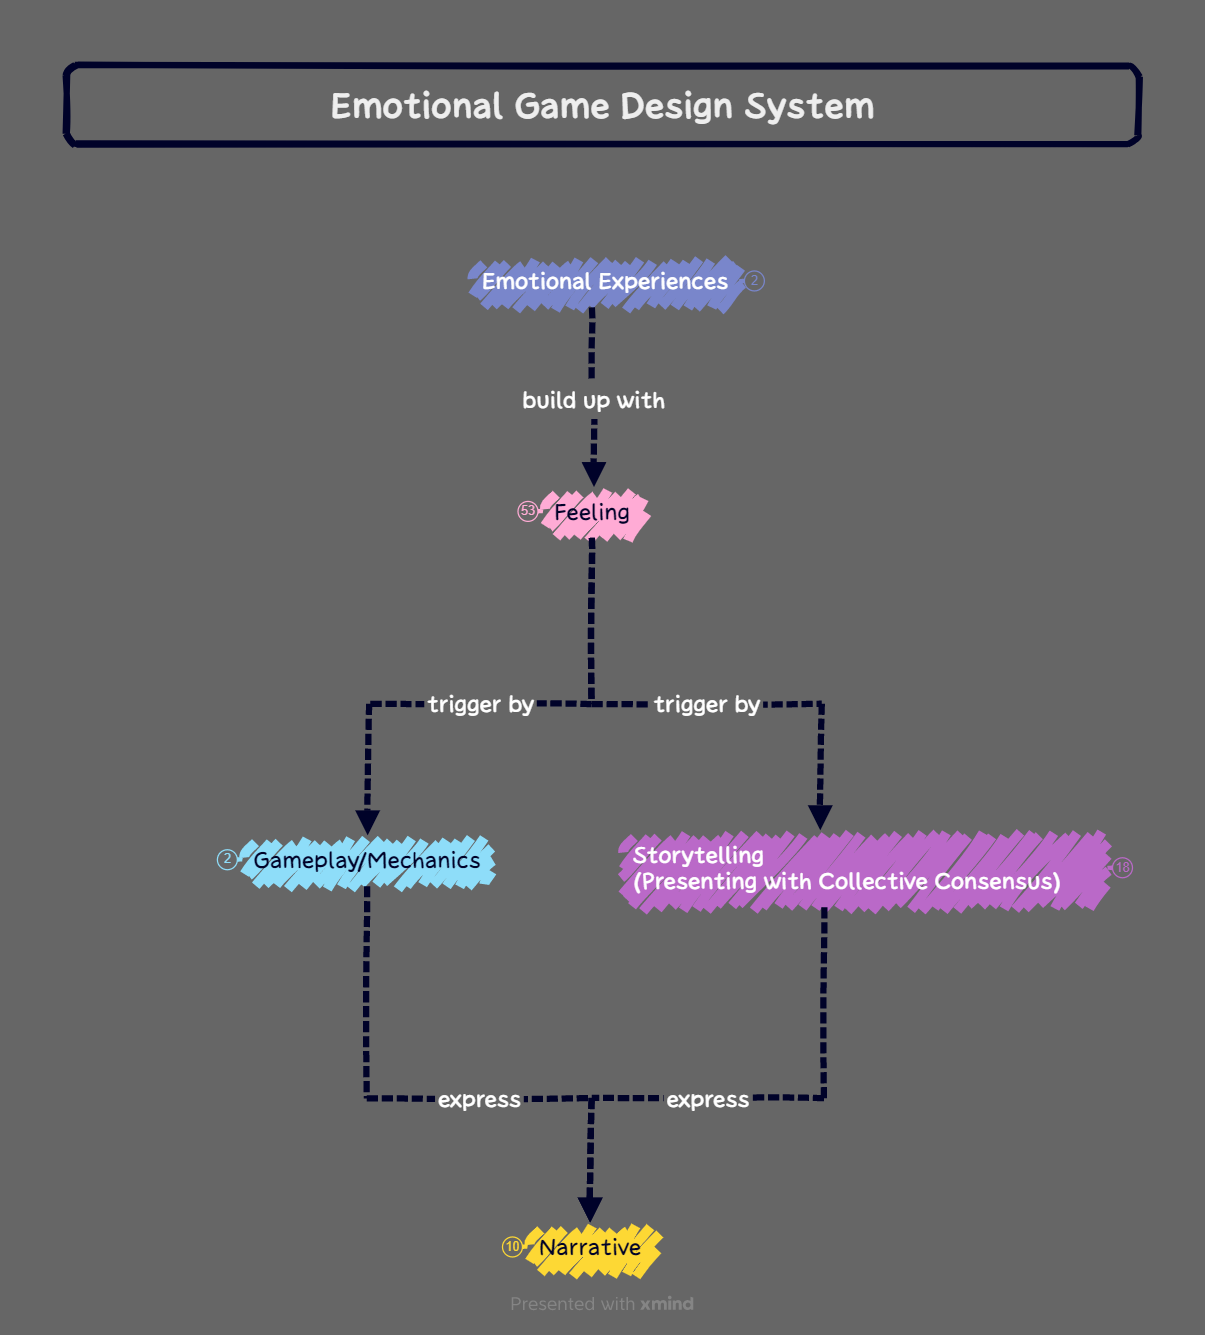 Emotional Game Design System
Emotional Experiences 2
build up with
53 Feeling
trigger by trigger by
2 Gameplay/Mechanics
Storytelling
(Presenting with Collective Consensus) 18
express express
10 Narrative
Presented with xmind